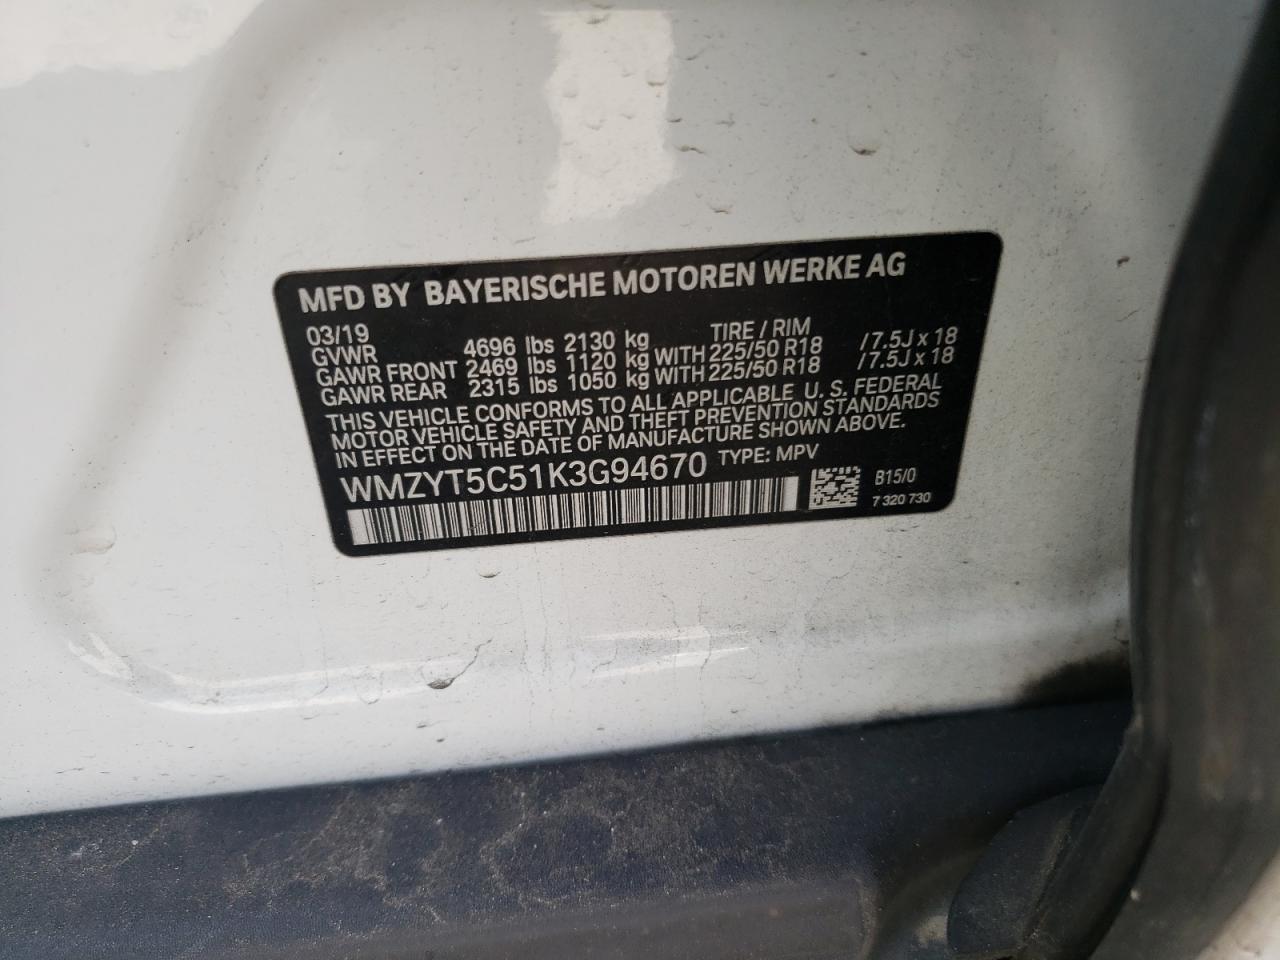 MFD BY BAYERISCHE MOTOREN WERKE AG
03/19 TIRE / RIM
GVWR 4696 lbs 2130 kg
GAWR FRONT 2469 lbs 1120 kg WITH 225/50 R18 /7.5J x 18
GAWR REAR 2315 lbs 1050 kg WITH 225/50 R18 /7.5J x 18
THIS VEHICLE CONFORMS TO ALL APPLICABLE U. S. FEDERAL
MOTOR VEHICLE SAFETY AND THEFT PREVENTION STANDARDS
IN EFFECT ON THE DATE OF MANUFACTURE SHOWN ABOVE.
WMZYT5C51K3G94670 TYPE: MPV
B15/0
7 320 730